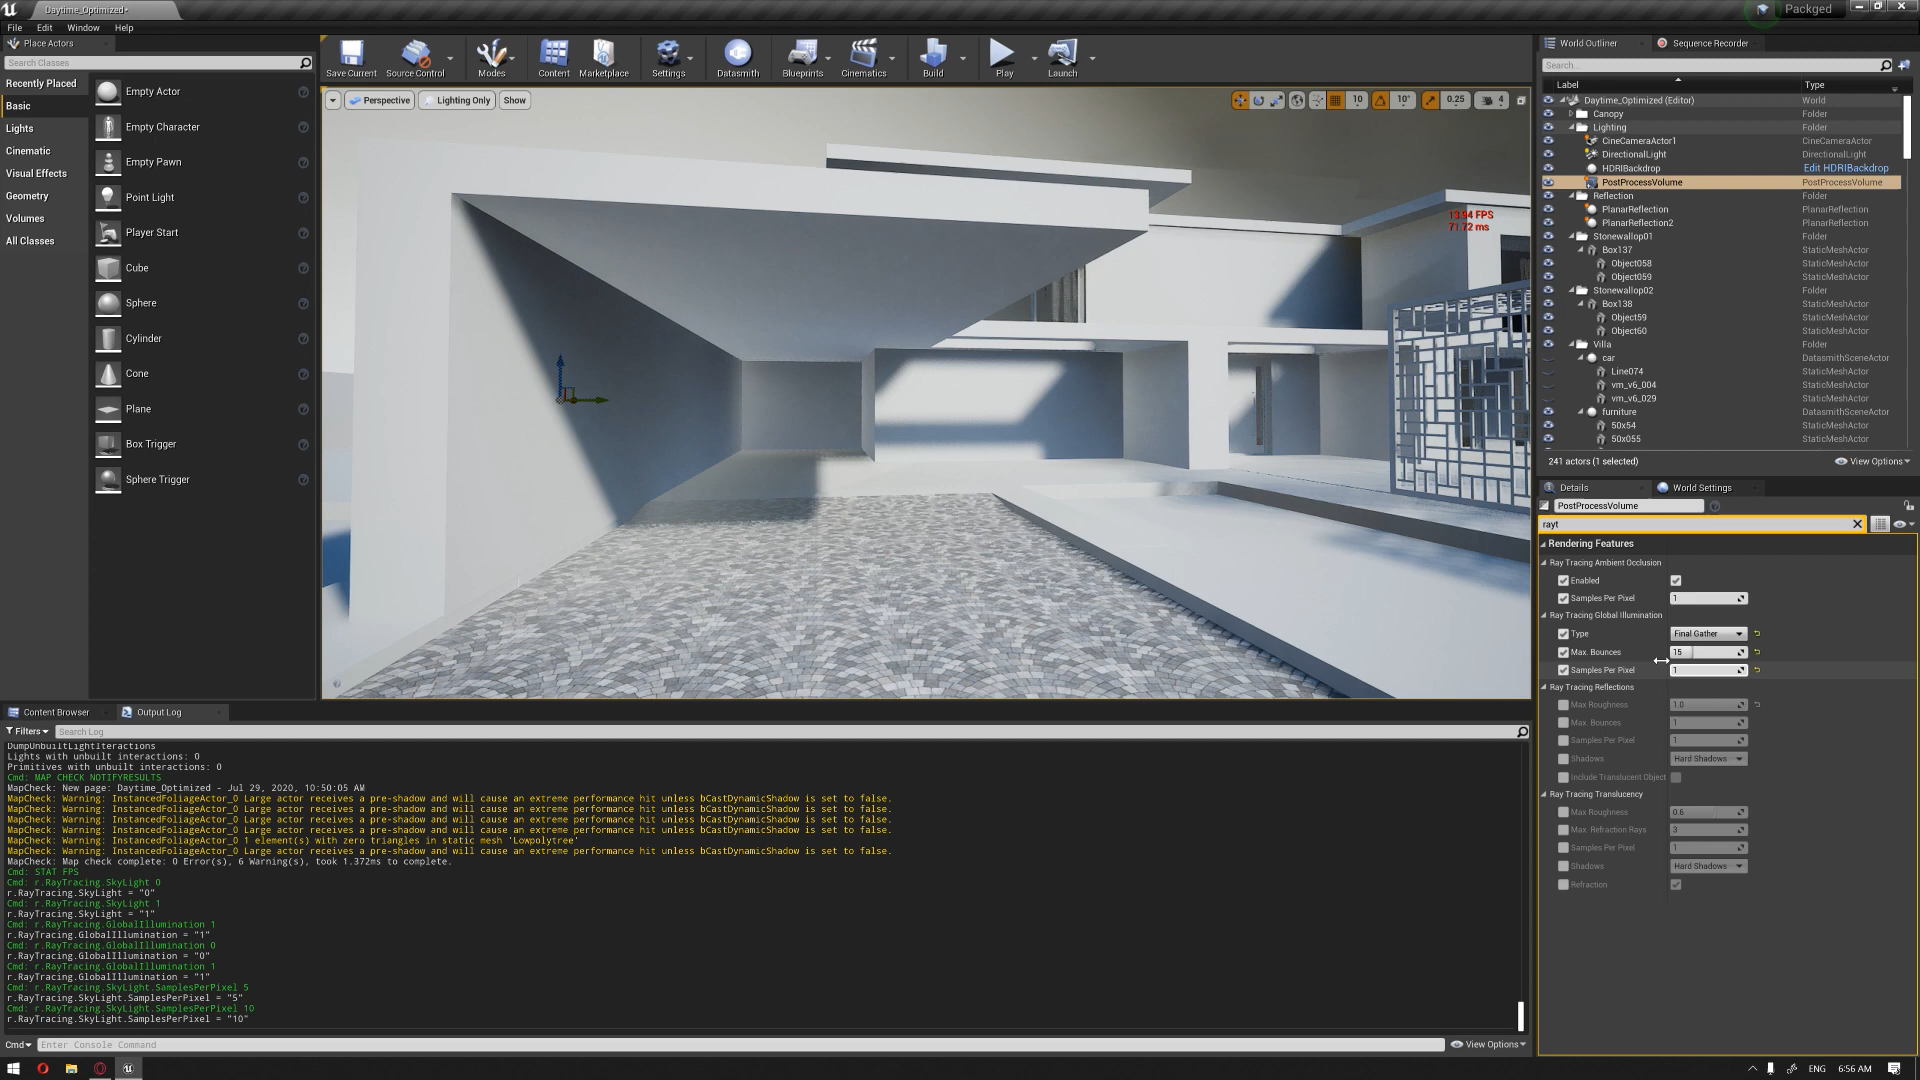 Daytime_Optimized•
Packged
File Edit Window Help
Place Actors
Search Classes
Recently Placed
Basic
Lights
Cinematic
Visual Effects
Geometry
Volumes
All Classes
Empty Actor
Empty Character
Empty Pawn
Point Light
Player Start
Cube
Sphere
Cylinder
Cone
Plane
Box Trigger
Sphere Trigger
Save Current Source Control Modes Content Marketplace Settings Datasmith Blueprints Cinematics Build Play Launch
Perspective Lighting Only Show
10 10° 0.25 4
13.94 FPS
71.72 ms
World Outliner Sequence Recorder
Search...
Label Type
Daytime_Optimized (Editor) World
Canopy Folder
Lighting Folder
CineCameraActor1 CineCameraActor
DirectionalLight DirectionalLight
HDRIBackdrop Edit HDRIBackdrop
PostProcessVolume PostProcessVolume
Reflection Folder
PlanarReflection PlanarReflection
PlanarReflection2 PlanarReflection
Stonewallop01 Folder
Box137 StaticMeshActor
Object058 StaticMeshActor
Object059 StaticMeshActor
Stonewallop02 Folder
Box138 StaticMeshActor
Object59 StaticMeshActor
Object60 StaticMeshActor
Villa Folder
car DatasmithSceneActor
Line074 StaticMeshActor
vm_v6_004 StaticMeshActor
vm_v6_029 StaticMeshActor
furniture DatasmithSceneActor
50x54 StaticMeshActor
50x055 StaticMeshActor
241 actors (1 selected) View Options
Details World Settings
PostProcessVolume
rayt
Rendering Features
Ray Tracing Ambient Occlusion
Enabled
Samples Per Pixel 1
Ray Tracing Global Illumination
Type Final Gather
Max. Bounces 15
Samples Per Pixel 1
Ray Tracing Reflections
Max Roughness 1.0
Max. Bounces 1
Samples Per Pixel 1
Shadows Hard Shadows
Include Translucent Object
Ray Tracing Translucency
Max Roughness 0.6
Max. Refraction Rays 3
Samples Per Pixel 1
Shadows Hard Shadows
Refraction
Content Browser Output Log
Filters Search Log
DumpUnbuiltLightIteractions
Lights with unbuilt interactions: 0
Primitives with unbuilt interactions: 0
Cmd: MAP CHECK NOTIFYRESULTS
MapCheck: New page: Daytime_Optimized - Jul 29, 2020, 10:50:05 AM
MapCheck: Warning: InstancedFoliageActor_0 Large actor receives a pre-shadow and will cause an extreme performance hit unless bCastDynamicShadow is set to false.
MapCheck: Warning: InstancedFoliageActor_0 Large actor receives a pre-shadow and will cause an extreme performance hit unless bCastDynamicShadow is set to false.
MapCheck: Warning: InstancedFoliageActor_0 Large actor receives a pre-shadow and will cause an extreme performance hit unless bCastDynamicShadow is set to false.
MapCheck: Warning: InstancedFoliageActor_0 Large actor receives a pre-shadow and will cause an extreme performance hit unless bCastDynamicShadow is set to false.
MapCheck: Warning: InstancedFoliageActor_0 1 element(s) with zero triangles in static mesh 'Lowpolytree'
MapCheck: Warning: InstancedFoliageActor_0 Large actor receives a pre-shadow and will cause an extreme performance hit unless bCastDynamicShadow is set to false.
MapCheck: Map check complete: 0 Error(s), 6 Warning(s), took 1.372ms to complete.
Cmd: STAT FPS
Cmd: r.RayTracing.SkyLight 0
r.RayTracing.SkyLight = "0"
Cmd: r.RayTracing.SkyLight 1
r.RayTracing.SkyLight = "1"
Cmd: r.RayTracing.GlobalIllumination 1
r.RayTracing.GlobalIllumination = "1"
Cmd: r.RayTracing.GlobalIllumination 0
r.RayTracing.GlobalIllumination = "0"
Cmd: r.RayTracing.GlobalIllumination 1
r.RayTracing.GlobalIllumination = "1"
Cmd: r.RayTracing.SkyLight.SamplesPerPixel 5
r.RayTracing.SkyLight.SamplesPerPixel = "5"
Cmd: r.RayTracing.SkyLight.SamplesPerPixel 10
r.RayTracing.SkyLight.SamplesPerPixel = "10"
Cmd Enter Console Command View Options
ENG 6:56 AM